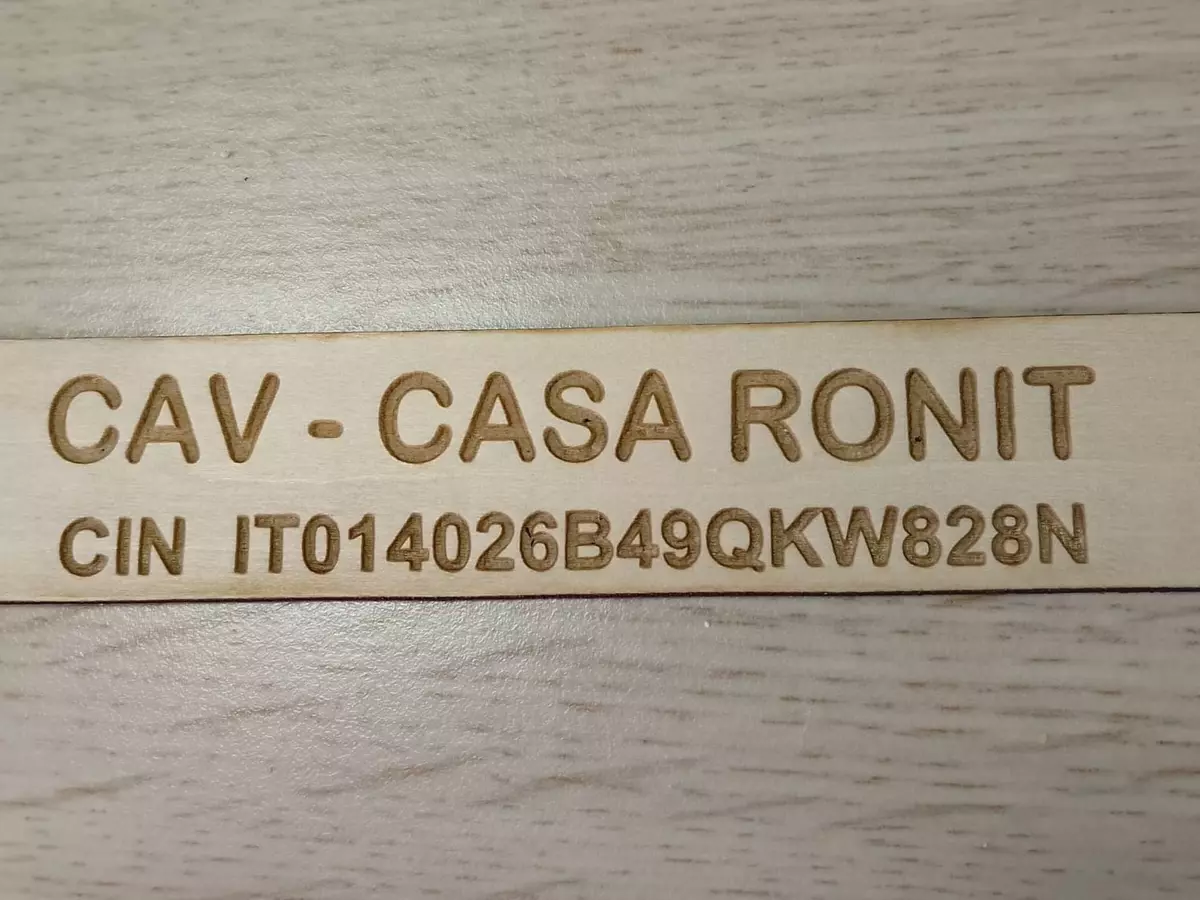 CAV - CASA RONIT
CIN IT014026B49QKW828N